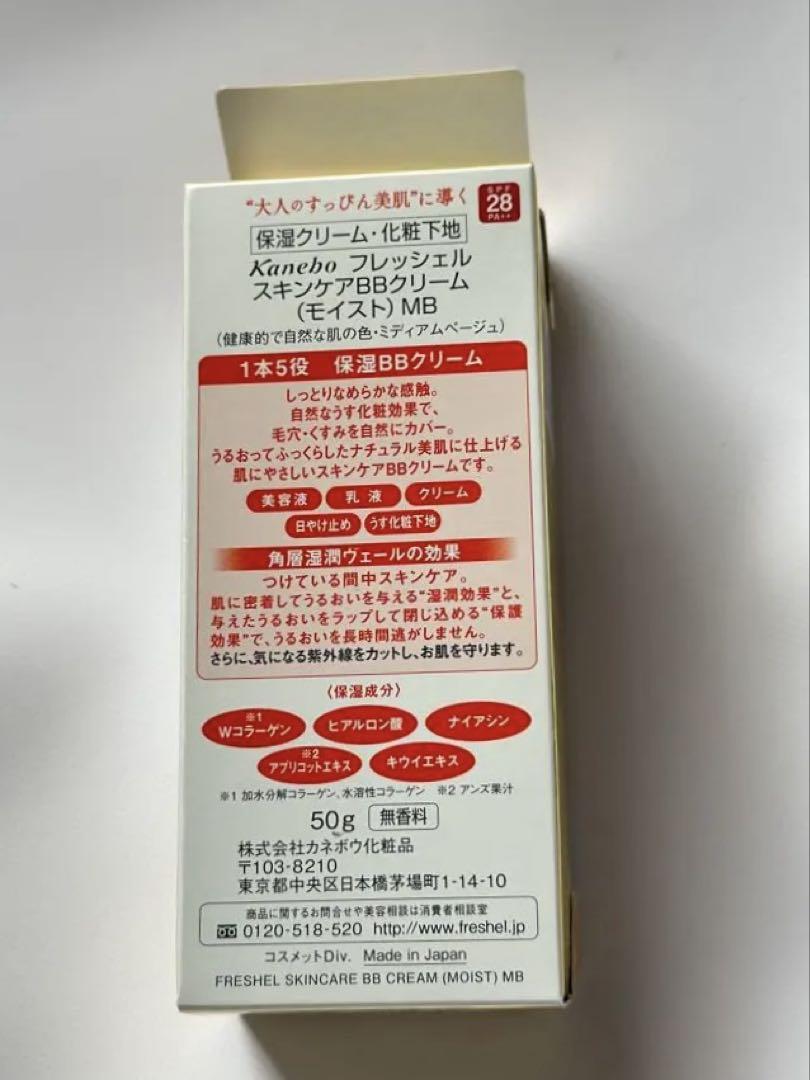 “大人のすっぴん美肌”に導く
SPF
28
PA++
保湿クリーム・化粧下地
Kanebo フレッシェル
スキンケアBBクリーム
（モイスト）MB
（健康的で自然な肌の色・ミディアムベージュ）
1本5役 保湿BBクリーム
しっとりなめらかな感触。
自然なうす化粧効果で、
毛穴・くすみを自然にカバー。
うるおってふっくらしたナチュラル美肌に仕上げる
肌にやさしいスキンケアBBクリームです。
美容液 乳液 クリーム
日やけ止め うす化粧下地
角層湿潤ヴェールの効果
つけている間中スキンケア。
肌に密着してうるおいを与える“湿潤効果”と、
与えたうるおいをラップして閉じ込める“保護
効果”で、うるおいを長時間逃がしません。
さらに、気になる紫外線をカットし、お肌を守ります。
〈保湿成分〉
※1
Wコラーゲン ヒアルロン酸 ナイアシン
※2
アプリコットエキス キウイエキス
※1 加水分解コラーゲン、水溶性コラーゲン ※2 アンズ果汁
50g 無香料
株式会社カネボウ化粧品
〒103-8210
東京都中央区日本橋茅場町1-14-10
商品に関するお問合せや美容相談は消費者相談室
0120-518-520 http://www.freshel.jp
コスメットDiv. Made in Japan
FRESHEL SKINCARE BB CREAM (MOIST) MB